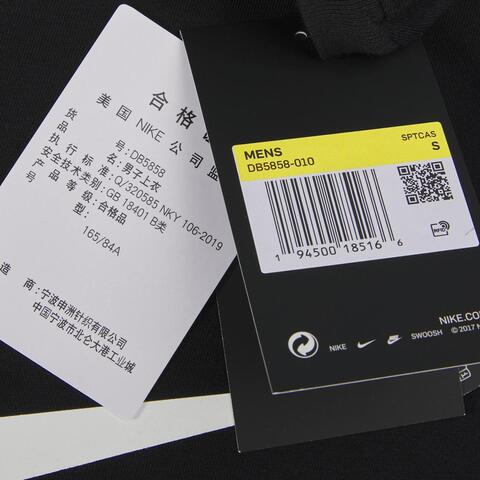 合格
美国 NIKE 公司监
货号: DB5858
品名: 男子上衣
执行标准: Q/320585 NKY 106-2019
安全技术类别: GB 18401 B类
产品等级: 合格品
号型: 165/84A
造商: 宁波申洲针织有限公司
中国宁波市北仑大港工业城
MENS
DB5858-010
SPTCAS
S
1 94500 18516 6
RFID
NIKE
SWOOSH
NIKE.CO
© 2017 N